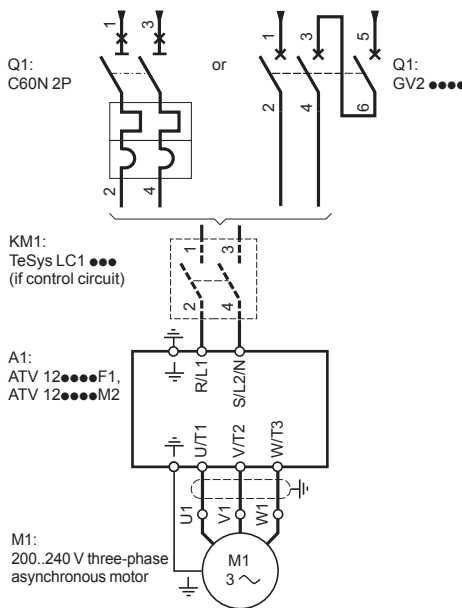 Q1:
C60N 2P
1
3
2
4
or
1
3
5
2
4
6
Q1:
GV2 ●●●●
KM1:
TeSys LC1 ●●●
(if control circuit)
1
3
2
4
A1:
ATV 12●●●●F1,
ATV 12●●●●M2
R/L1
S/L2/N
U/T1
V/T2
W/T3
U1
V1
W1
M1:
200..240 V three-phase
asynchronous motor
M1
3 ~